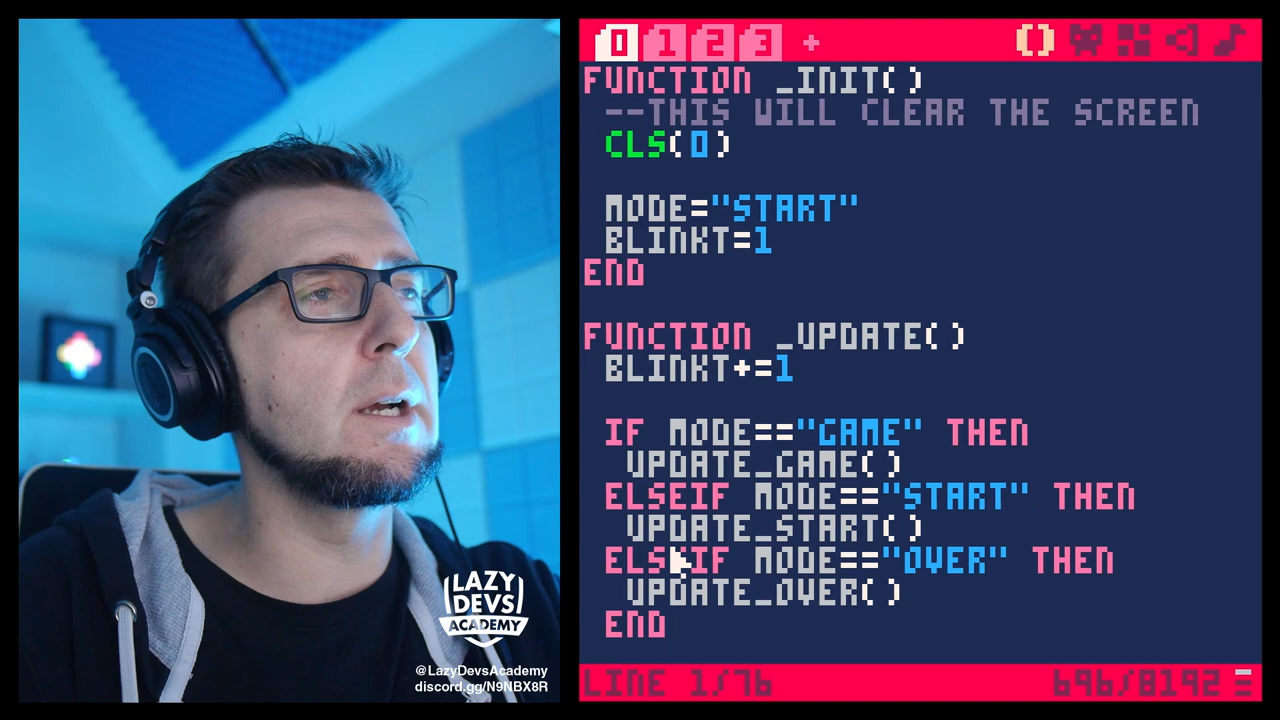 LAZY
DEVS
ACADEMY
@LazyDevsAcademy
discord.gg/N9NBX8R
0 1 2 3 +
FUNCTION _INIT()
--THIS WILL CLEAR THE SCREEN
CLS(0)
MODE="START"
BLINKT=1
END
FUNCTION _UPDATE()
BLINKT+=1
IF MODE=="GAME" THEN
UPDATE_GAME()
ELSEIF MODE=="START" THEN
UPDATE_START()
ELSEIF MODE=="OVER" THEN
UPDATE_OVER()
END
LINE 1/76
696/8192